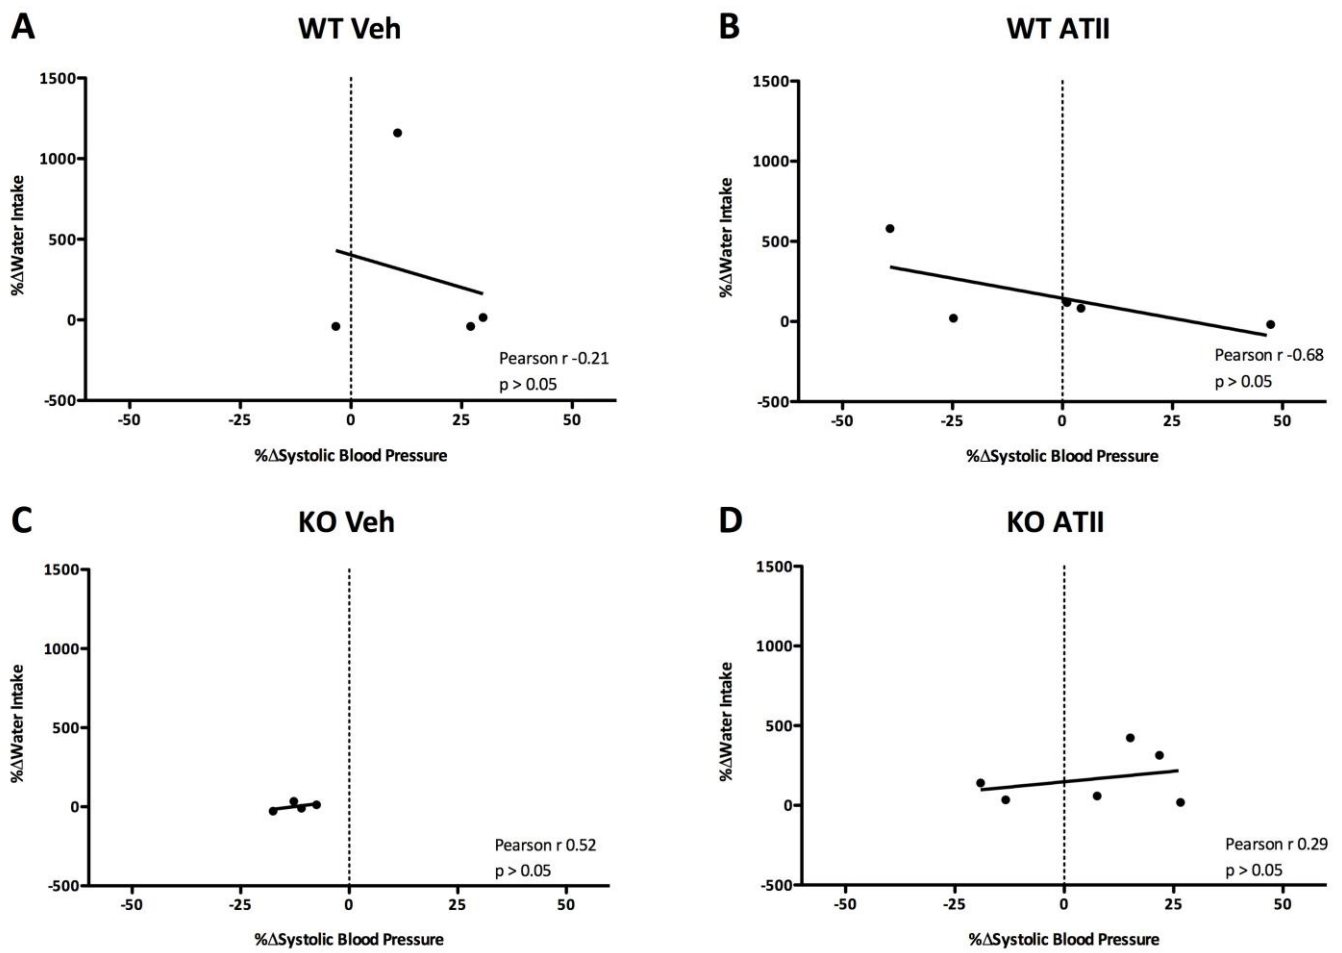 A
WT Veh
1500
1000
500
0
-500
%ΔWater Intake
Pearson r -0.21
p > 0.05
-50
-25
0
25
50
%ΔSystolic Blood Pressure
B
WT ATII
1500
1000
500
0
-500
%ΔWater Intake
Pearson r -0.68
p > 0.05
-50
-25
0
25
50
%ΔSystolic Blood Pressure
C
KO Veh
1500
1000
500
0
-500
%ΔWater Intake
Pearson r 0.52
p > 0.05
-50
-25
0
25
50
%ΔSystolic Blood Pressure
D
KO ATII
1500
1000
500
0
-500
%ΔWater Intake
Pearson r 0.29
p > 0.05
-50
-25
0
25
50
%ΔSystolic Blood Pressure